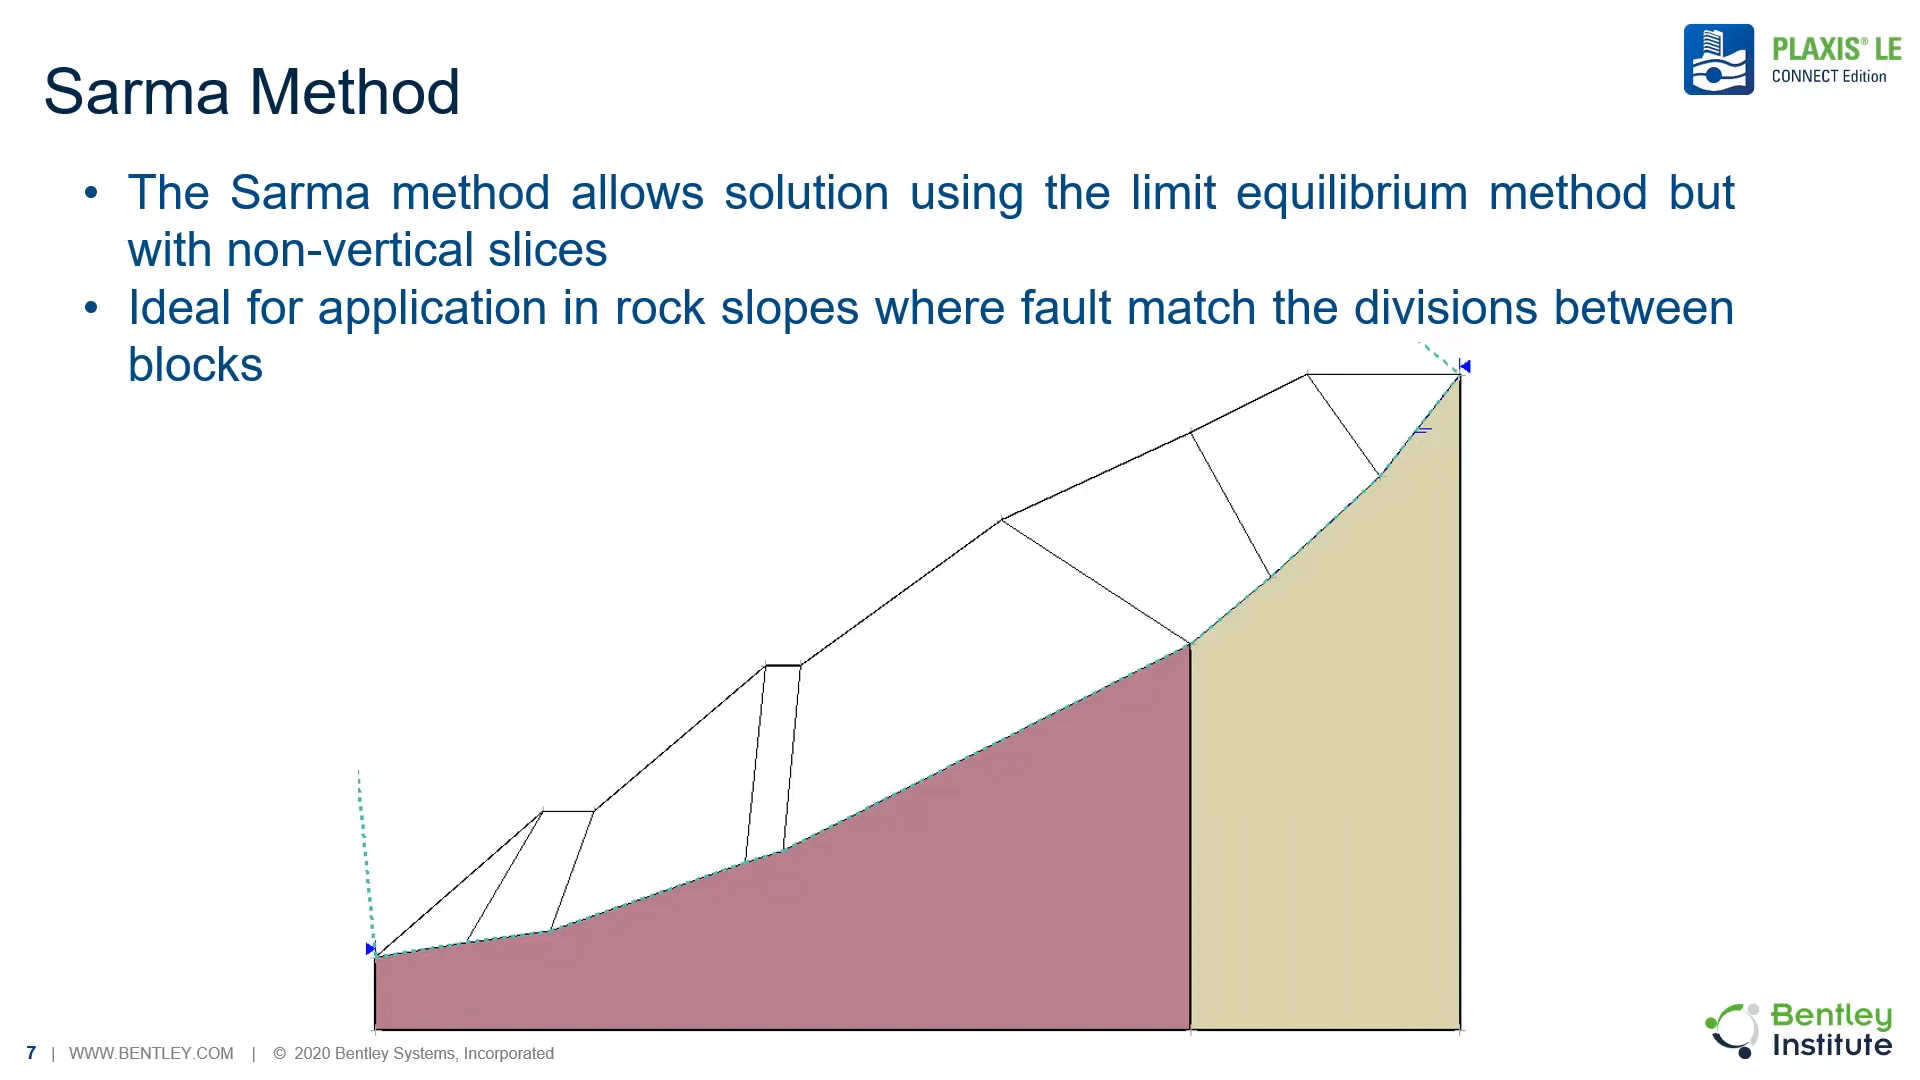 PLAXIS® LE
CONNECT Edition
Sarma Method
• The Sarma method allows solution using the limit equilibrium method but
with non-vertical slices
• Ideal for application in rock slopes where fault match the divisions between
blocks
7 | WWW.BENTLEY.COM | © 2020 Bentley Systems, Incorporated
Bentley
Institute